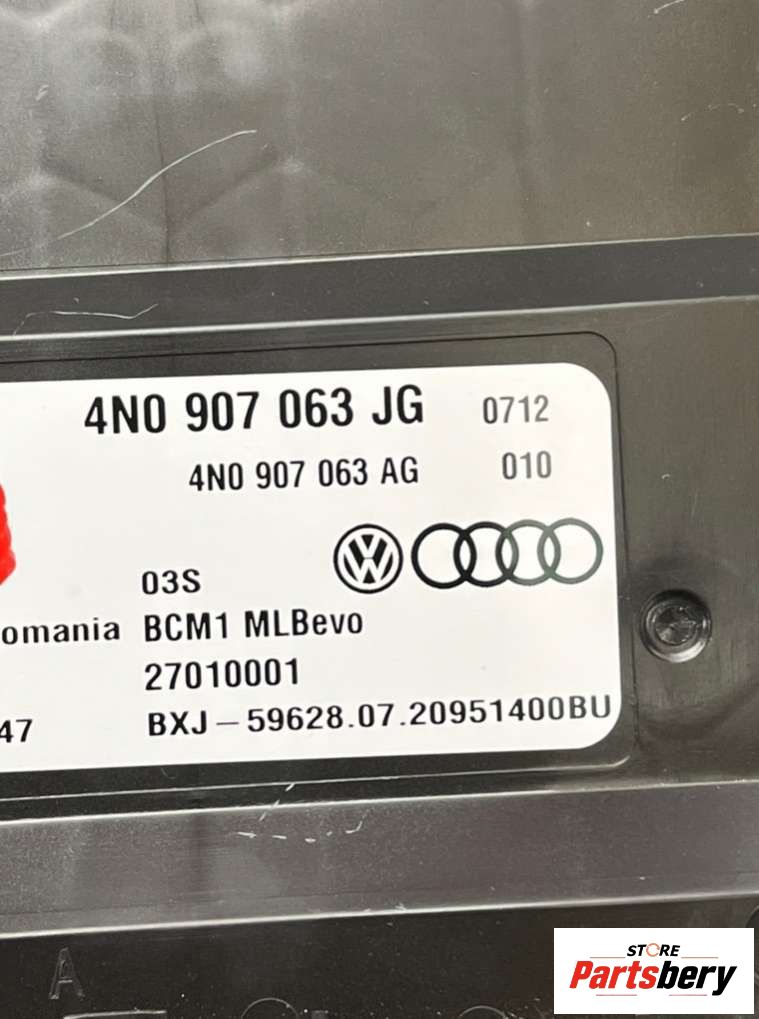 4N0 907 063 JG 0712
4N0 907 063 AG 010
03S
omania BCM1 MLBevo
27010001
47 BXJ-59628.07.20951400BU
A
STORE
Partsbery